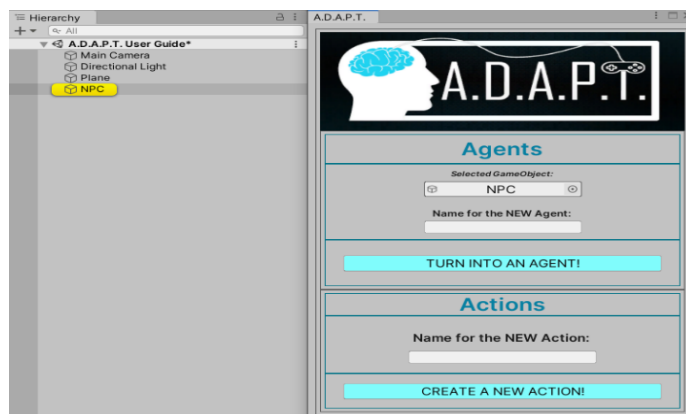 Hierarchy
All
A.D.A.P.T. User Guide*
Main Camera
Directional Light
Plane
NPC
A.D.A.P.T.
A.D.A.P.T.
Agents
Selected GameObject:
NPC
Name for the NEW Agent:
TURN INTO AN AGENT!
Actions
Name for the NEW Action:
CREATE A NEW ACTION!